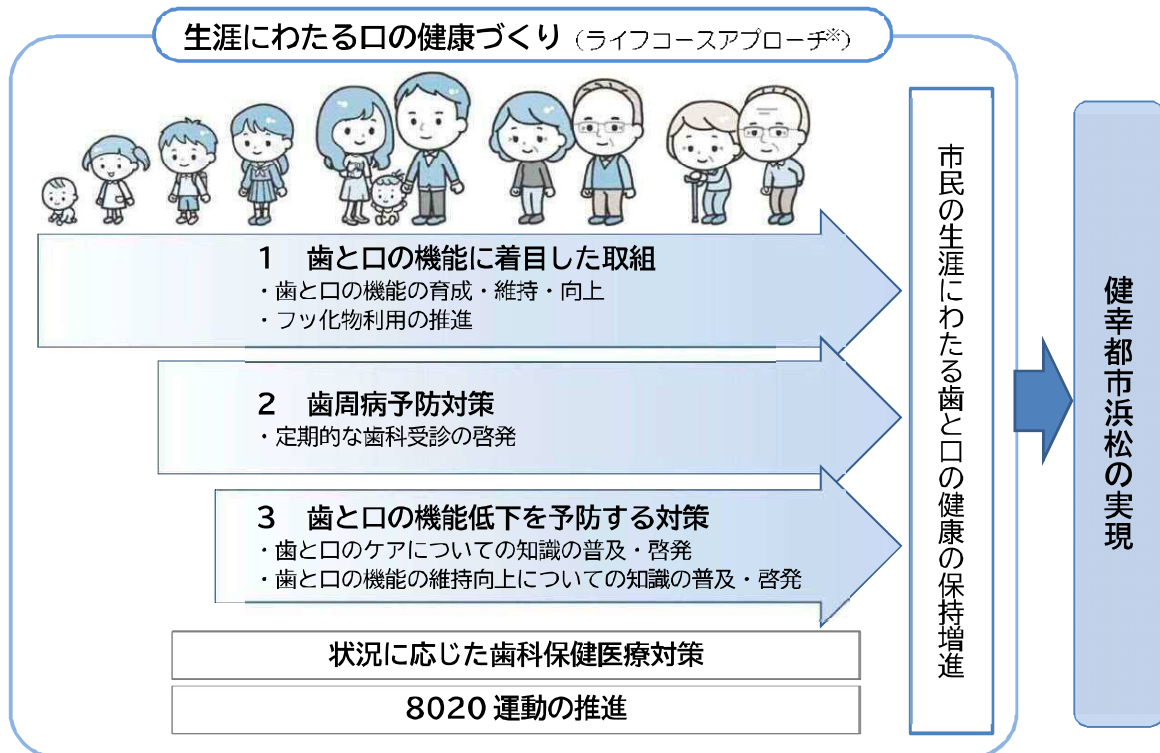 生涯にわたる口の健康づくり（ライフコースアプローチ※）
1　歯と口の機能に着目した取組
・歯と口の機能の育成・維持・向上
・フッ化物利用の推進
2　歯周病予防対策
・定期的な歯科受診の啓発
3　歯と口の機能低下を予防する対策
・歯と口のケアについての知識の普及・啓発
・歯と口の機能の維持向上についての知識の普及・啓発
状況に応じた歯科保健医療対策
8020 運動の推進
市民の生涯にわたる歯と口の健康の保持増進
健幸都市浜松の実現